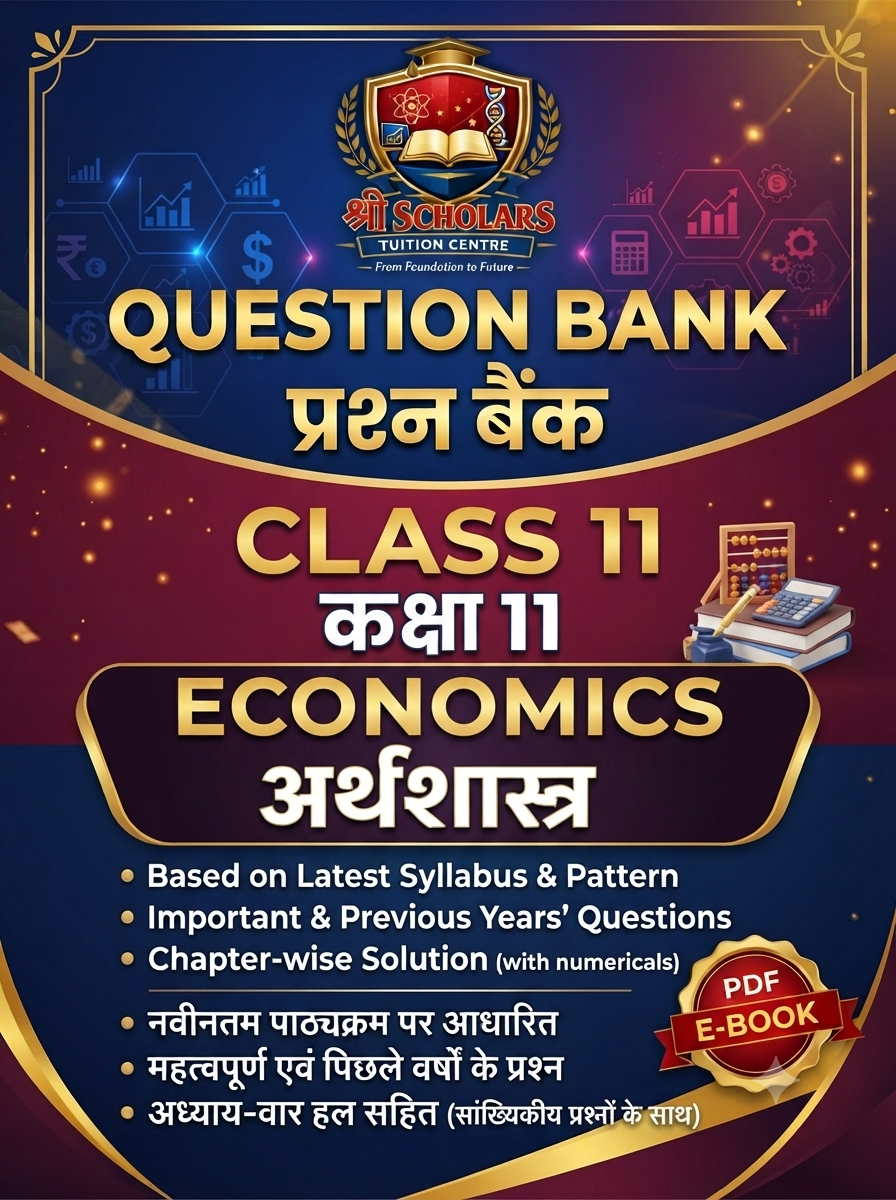 श्री SCHOLARS
TUITION CENTRE
From Foundation to Future
QUESTION BANK
प्रश्न बैंक
CLASS 11
कक्षा 11
ECONOMICS
अर्थशास्त्र
• Based on Latest Syllabus & Pattern
• Important & Previous Years’ Questions
• Chapter-wise Solution (with numericals)
• नवीनतम पाठ्यक्रम पर आधारित
• महत्वपूर्ण एवं पिछले वर्षों के प्रश्न
• अध्याय-वार हल सहित (सांख्यिकीय प्रश्नों के साथ)
PDF
E-BOOK